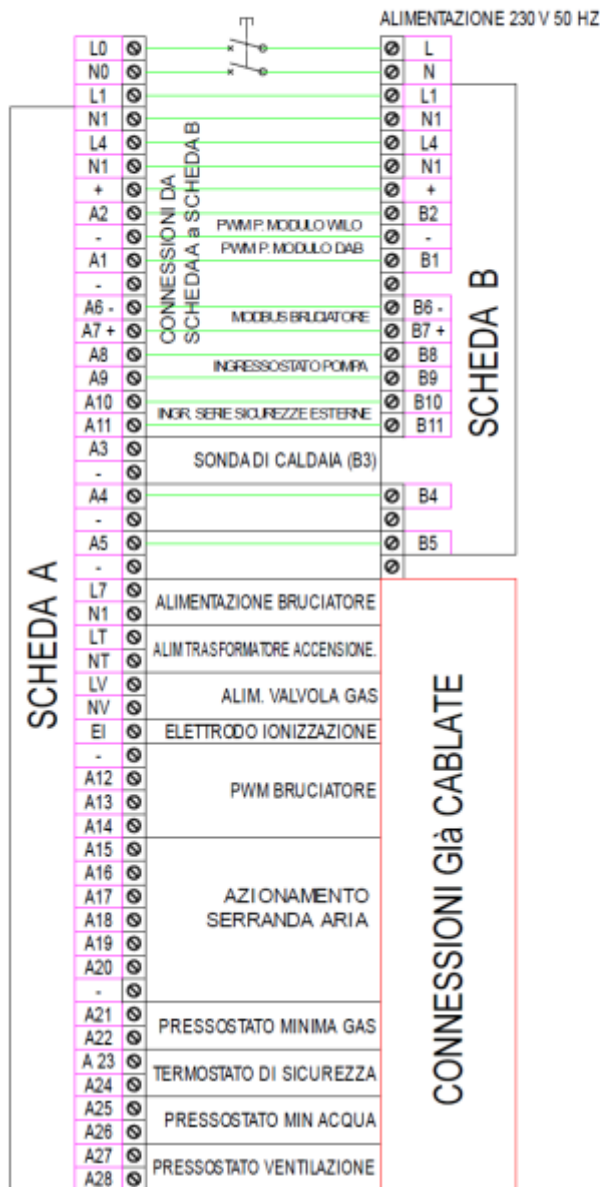 ALIMENTAZIONE 230 V 50 HZ
L0 L
N0 N
L1 L1
N1 N1
L4 L4
N1 N1
+ +
A2 PWM P. MODULO WILO B2
- -
A1 PWM P. MODULO DAB B1
-
A6 - MODBUS BRUCIATORE B6 -
A7 + B7 +
A8 INGRESSO STATO POMPA B8
A9 B9
A10 INGR. SERIE SICUREZZE ESTERNE B10
A11 B11
CONNESSIONI DA
SCHEDA A a SCHEDA B
SCHEDA B
A3 SONDA DI CALDAIA (B3)
-
A4 B4
-
A5 B5
-
SCHEDA A
L7 ALIMENTAZIONE BRUCIATORE
N1
LT ALIM TRASFORMATORE ACCENSIONE.
NT
LV ALIM. VALVOLA GAS
NV
EI ELETTRODO IONIZZAZIONE
-
A12 PWM BRUCIATORE
A13
A14
A15
A16
A17 AZIONAMENTO
A18 SERRANDA ARIA
A19
A20
-
A21 PRESSOSTATO MINIMA GAS
A22
A 23 TERMOSTATO DI SICUREZZA
A24
A25 PRESSOSTATO MIN ACQUA
A26
A27 PRESSOSTATO VENTILAZIONE
A28
CONNESSIONI GIà CABLATE